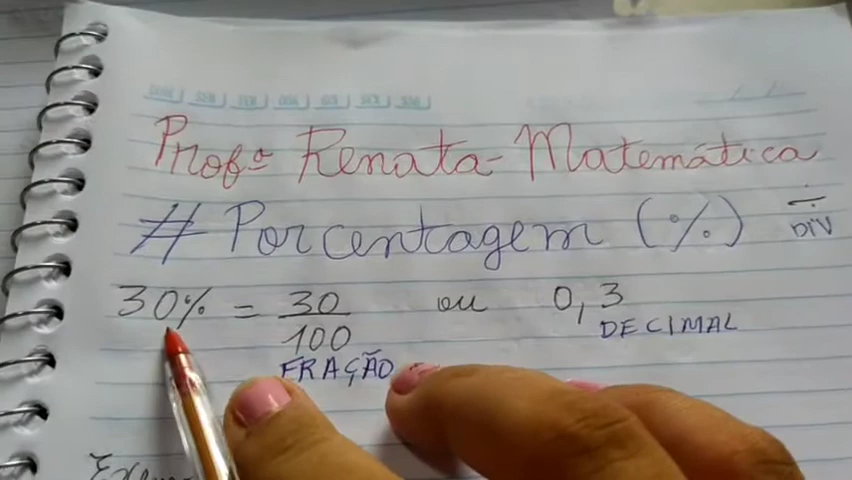 Profª Renata - Matemática
# Porcentagem (%) ÷ DIV
30% = 30/100 ou 0,3
FRAÇÃO DECIMAL